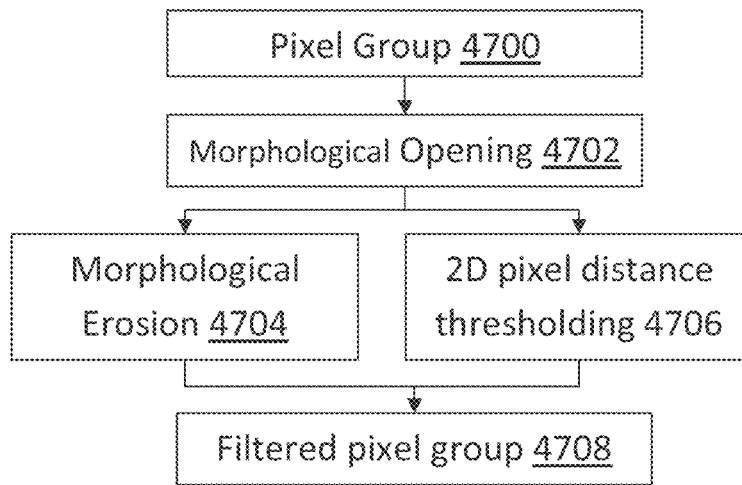 Pixel Group 4700
Morphological Opening 4702
Morphological
Erosion 4704
2D pixel distance
thresholding 4706
Filtered pixel group 4708